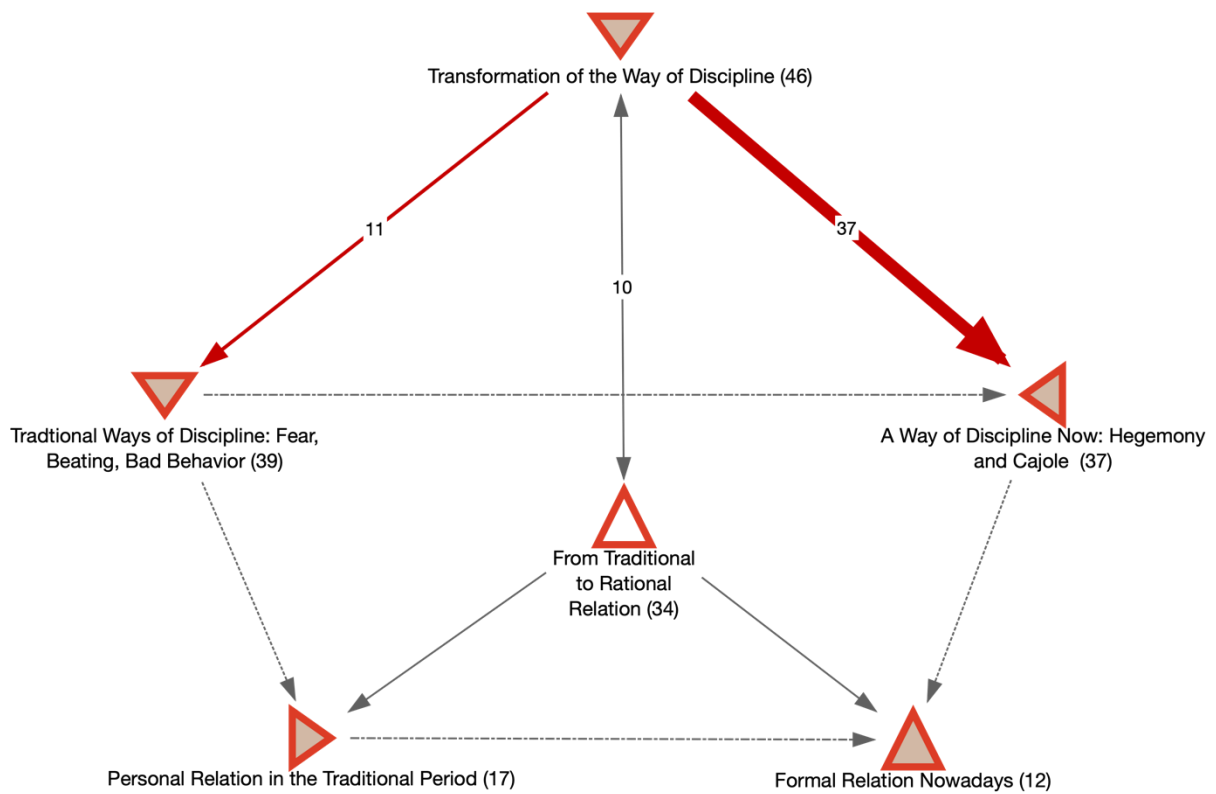 Transformation of the Way of Discipline (46)
11
37
10
Tradtional Ways of Discipline: Fear,
Beating, Bad Behavior (39)
A Way of Discipline Now: Hegemony
and Cajole (37)
From Traditional
to Rational
Relation (34)
Personal Relation in the Traditional Period (17)
Formal Relation Nowadays (12)